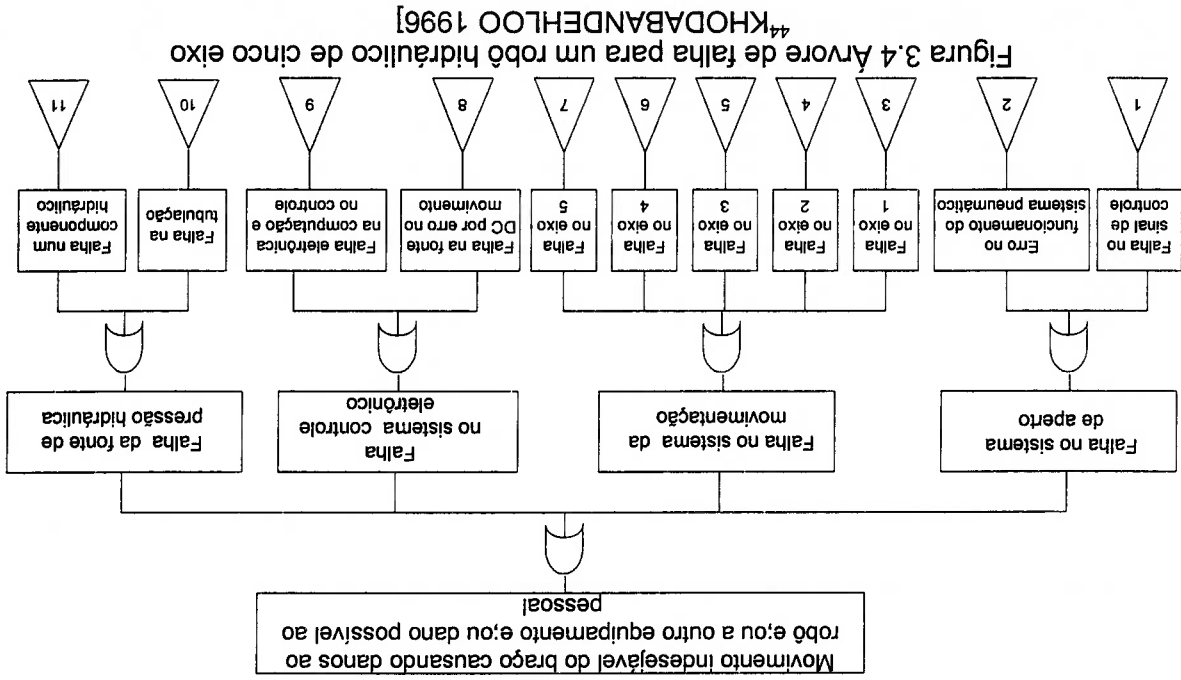 Movimento indesejável do braço causando danos ao
robô e;ou a outro equipamento e;ou dano possível ao
pessoal
Falha no sistema
de aperto
Falha no sistema da
movimentação
Falha
no sistema controle
eletrônico
Falha da fonte de
pressão hidráulica
Falha no
sinal de
controle
Erro no
funcionamento do
sistema pneumático
Falha
no eixo
1
Falha
no eixo
2
Falha
no eixo
3
Falha
no eixo
4
Falha
no eixo
5
Falha na fonte
DC por erro no
movimento
Falha eletrônica
na computação e
no controle
Falha na
tubulação
Falha num
componente
hidráulico
1
2
3
4
5
6
7
8
9
10
11
Figura 3.4 Árvore de falha para um robô hidráulico de cinco eixo
44KHODABANDEHLOO 1996]